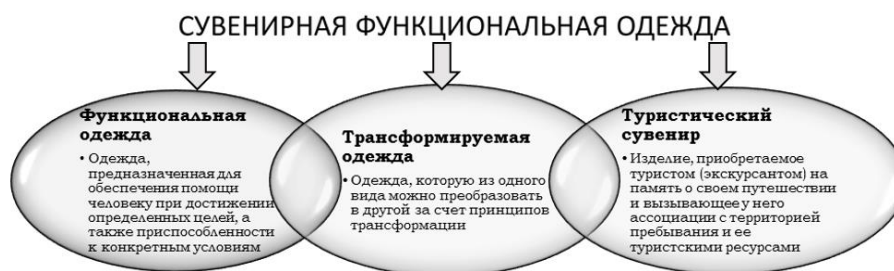 СУВЕНИРНАЯ ФУНКЦИОНАЛЬНАЯ ОДЕЖДА
Функциональная
одежда
• Одежда,
предназначенная для
обеспечения помощи
человеку при достижении
определенных целей, а
также приспособленности
к конкретным условиям
Трансформируемая
одежда
• Одежда, которую из одного
вида можно преобразовать
в другой за счет принципов
трансформации
Туристический
сувенир
• Изделие, приобретаемое
туристом (экскурсантом) на
память о своем путешествии
и вызывающее у него
ассоциации с территорией
пребывания и ее
туристскими ресурсами